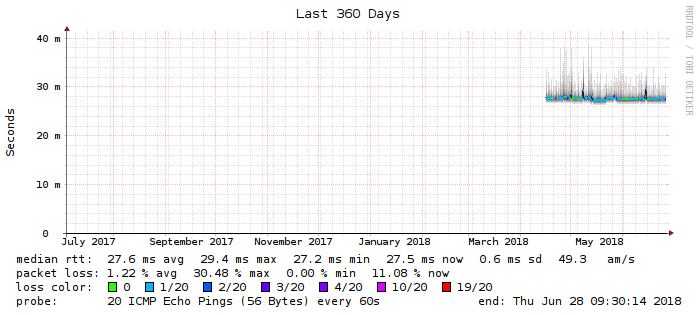 Last 360 Days
RRDTOOL / TOBI OETIKER
Seconds
40 m
30 m
20 m
10 m
0
July 2017 September 2017 November 2017 January 2018 March 2018 May 2018
median rtt: 27.6 ms avg 29.4 ms max 27.2 ms min 27.5 ms now 0.6 ms sd 49.3 am/s
packet loss: 1.22 % avg 30.48 % max 0.00 % min 11.08 % now
loss color: 0 1/20 2/20 3/20 4/20 10/20 19/20
probe: 20 ICMP Echo Pings (56 Bytes) every 60s end: Thu Jun 28 09:30:14 2018